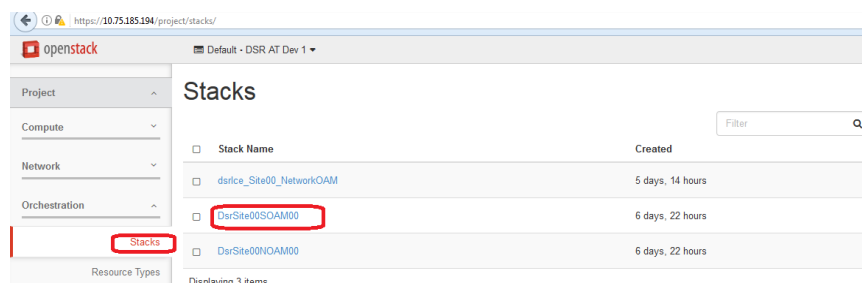 https://10.75.185.194/project/stacks/
openstack
Default - DSR AT Dev 1
Project
Stacks
Compute
Filter
Stack Name Created
Network
dsrIce_Site00_NetworkOAM 5 days, 14 hours
Orchestration
DsrSite00SOAM00 6 days, 22 hours
Stacks
DsrSite00NOAM00 6 days, 22 hours
Resource Types
Displaying 3 items